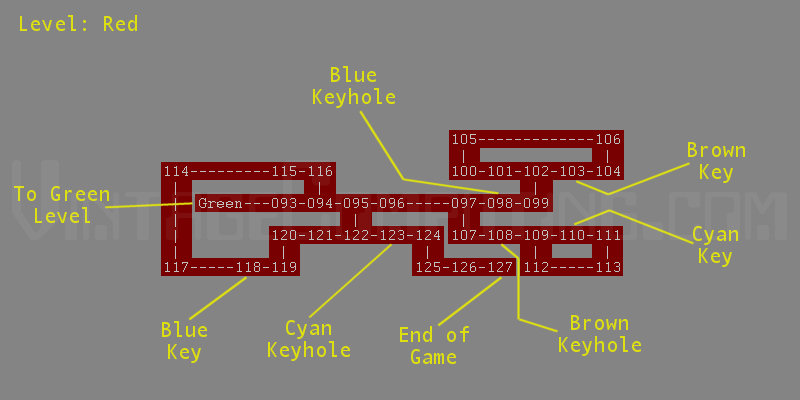 Level: Red
Blue
Keyhole
105-------------106
Brown
Key
114---------115-116
100-101-102-103-104
To Green
Level
Green---093-094-095-096-----097-098-099
120-121-122-123-124
107-108-109-110-111
Cyan
Key
117-----118-119
125-126-127
112-----113
Blue
Key
Cyan
Keyhole
End of
Game
Brown
Keyhole